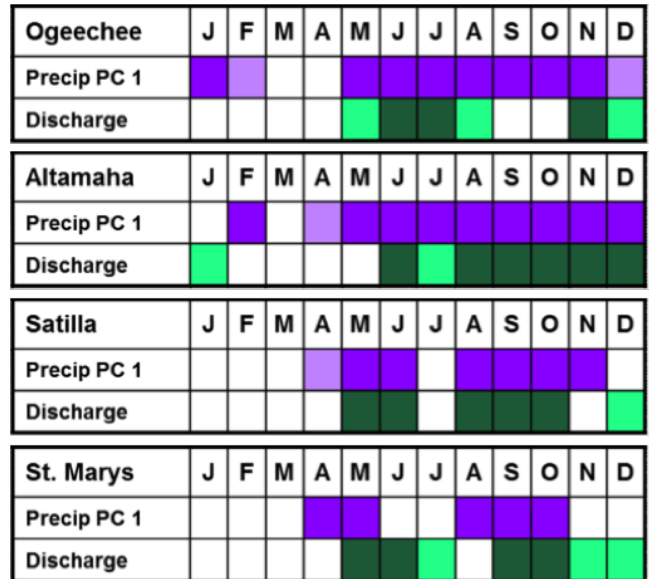 Ogeechee J F M A M J J A S O N D
Precip PC 1
Discharge
Altamaha J F M A M J J A S O N D
Precip PC 1
Discharge
Satilla J F M A M J J A S O N D
Precip PC 1
Discharge
St. Marys J F M A M J J A S O N D
Precip PC 1
Discharge